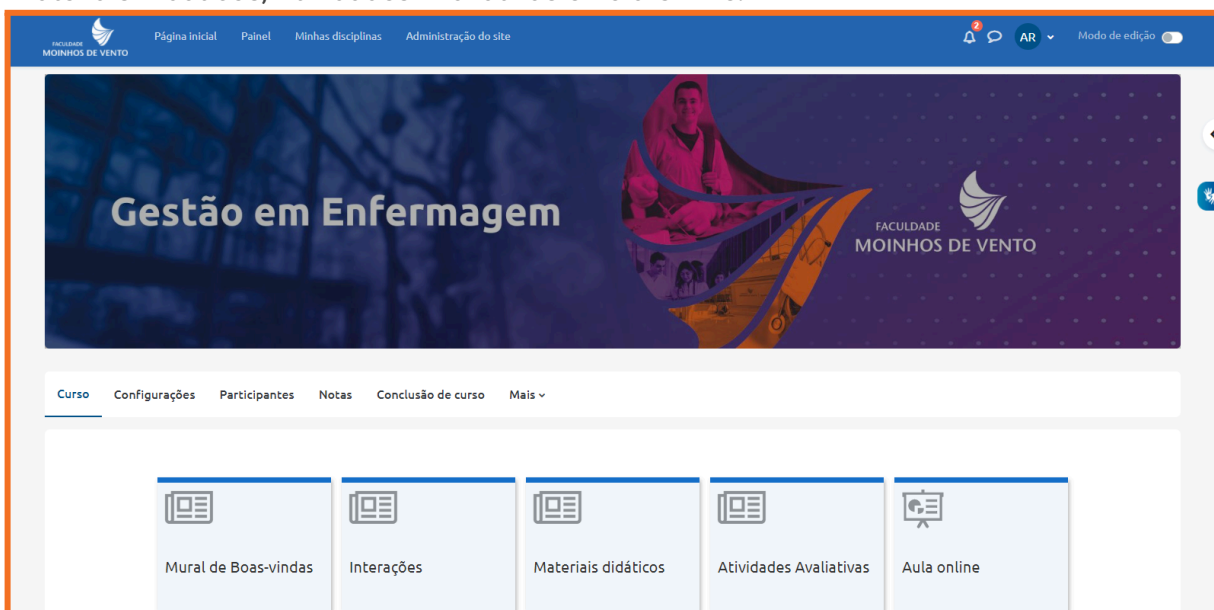 FACULDADE
MOINHOS DE VENTO
Página inicial Painel Minhas disciplinas Administração do site
2
AR
Modo de edição
Gestão em Enfermagem
FACULDADE
MOINHOS DE VENTO
Curso Configurações Participantes Notas Conclusão de curso Mais
Mural de Boas-vindas Interações Materiais didáticos Atividades Avaliativas Aula online